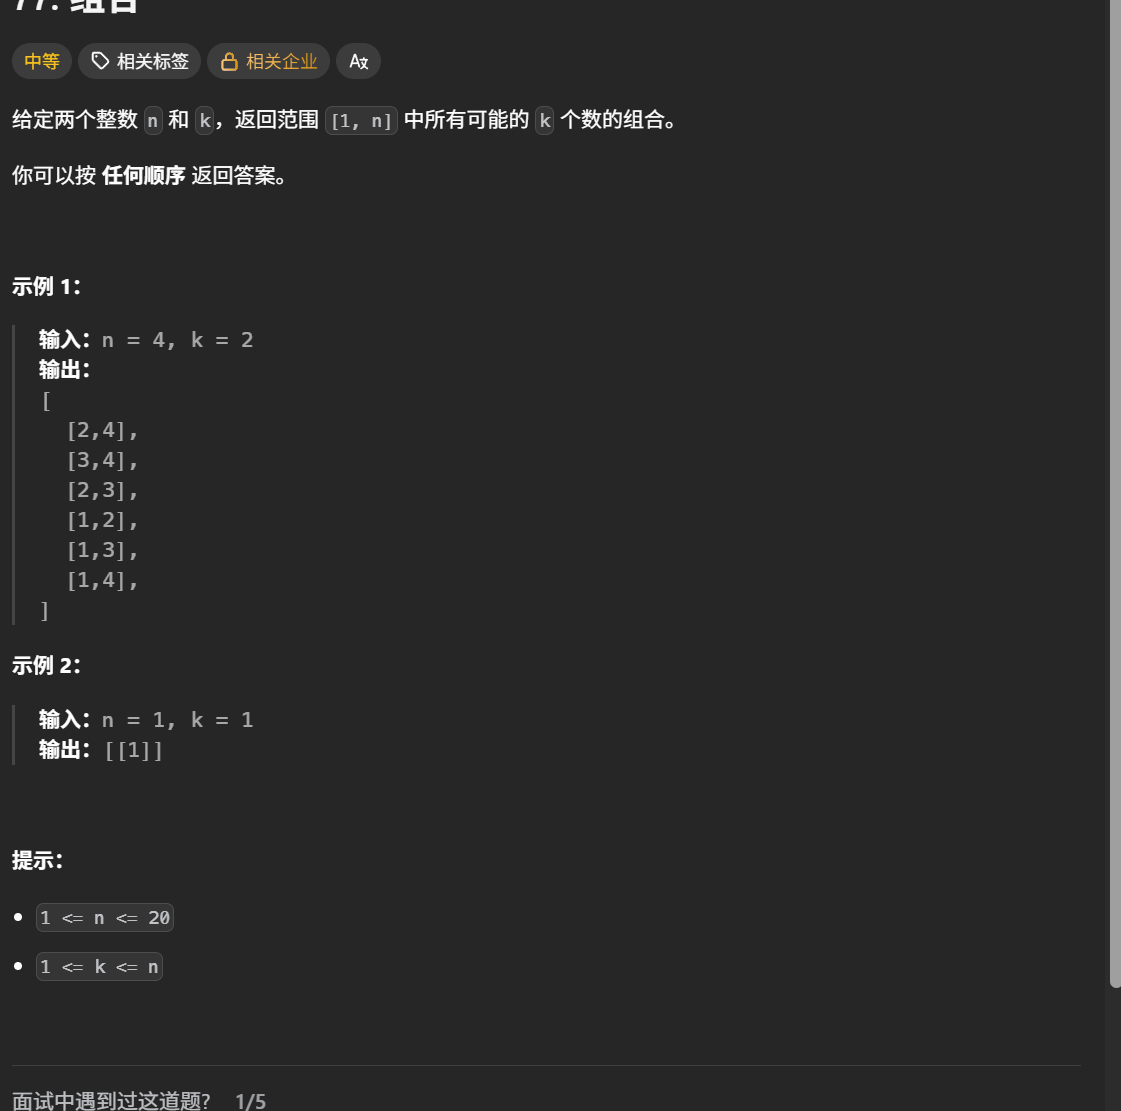 77. 组合
中等 相关标签 相关企业 A文
给定两个整数 n 和 k，返回范围 [1, n] 中所有可能的 k 个数的组合。
你可以按 任何顺序 返回答案。
示例 1：
输入：n = 4, k = 2
输出：
[
[2,4],
[3,4],
[2,3],
[1,2],
[1,3],
[1,4],
]
示例 2：
输入：n = 1, k = 1
输出：[[1]]
提示：
1 <= n <= 20
1 <= k <= n
面试中遇到过这道题? 1/5